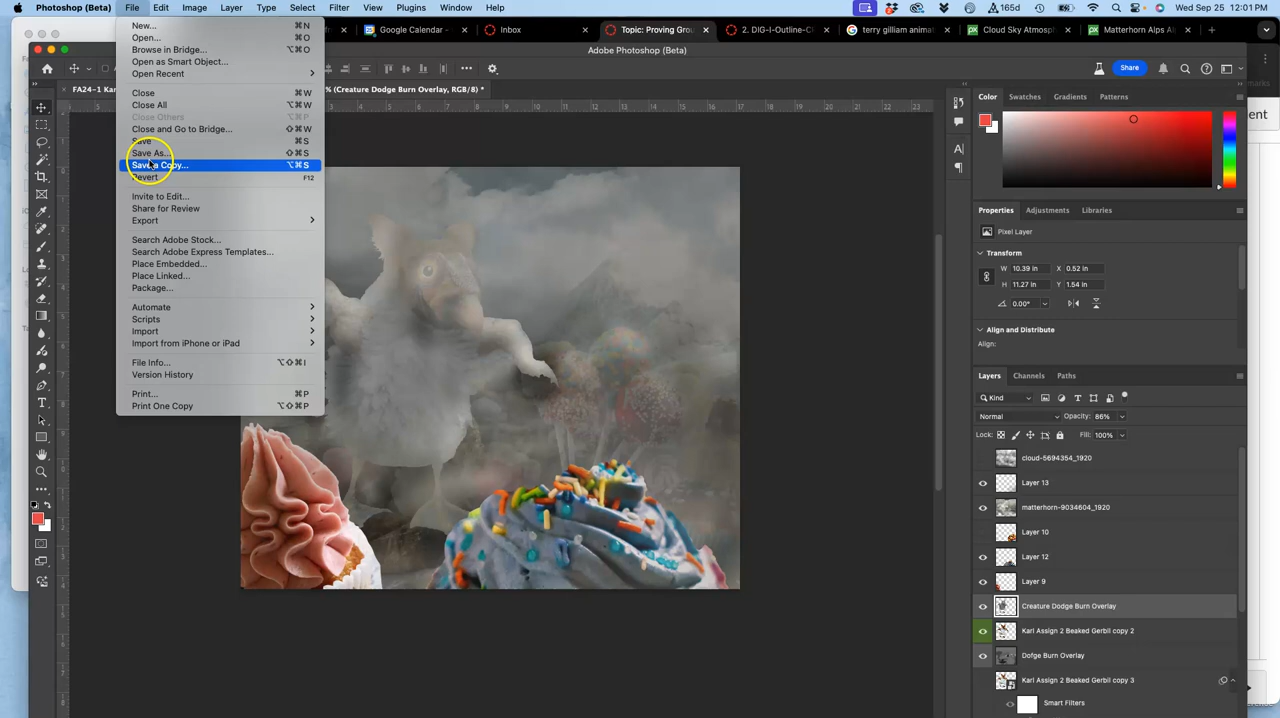 Photoshop (Beta) File Edit Image Layer Type Select Filter View Plugins Window Help 165d Wed Sep 25 12:01 PM
Google Calendar - Inbox Topic: Proving Grou 2. DIG-I-Outline-Ch terry gilliam animati Cloud Sky Atmosph Matterhorn Alps Al
Adobe Photoshop (Beta)
Share
FA24-1 Kar % (Creature Dodge Burn Overlay, RGB/8) *
New... ⌘N
Open... ⌘O
Browse in Bridge... ⌥⌘O
Open as Smart Object...
Open Recent
Close ⌘W
Close All ⌥⌘W
Close Others
Close and Go to Bridge... ⇧⌘W
Save ⌘S
Save As... ⇧⌘S
Save a Copy... ⌥⌘S
Revert F12
Invite to Edit...
Share for Review
Export
Search Adobe Stock...
Search Adobe Express Templates...
Place Embedded...
Place Linked...
Package...
Automate
Scripts
Import
Import from iPhone or iPad
File Info... ⌥⇧⌘I
Version History
Print... ⌘P
Print One Copy ⌥⇧⌘P
Color Swatches Gradients Patterns
Properties Adjustments Libraries
Pixel Layer
Transform
W 10.39 in X 0.52 in
H 11.27 in Y 1.54 in
0.00°
Align and Distribute
Align:
Layers Channels Paths
Kind
Normal Opacity: 86%
Lock: Fill: 100%
cloud-5694354_1920
Layer 13
matterhorn-9034604_1920
Layer 10
Layer 12
Layer 9
Creature Dodge Burn Overlay
Karl Assign 2 Beaked Gerbil copy 2
Dofge Burn Overlay
Karl Assign 2 Beaked Gerbil copy 3
Smart Filters